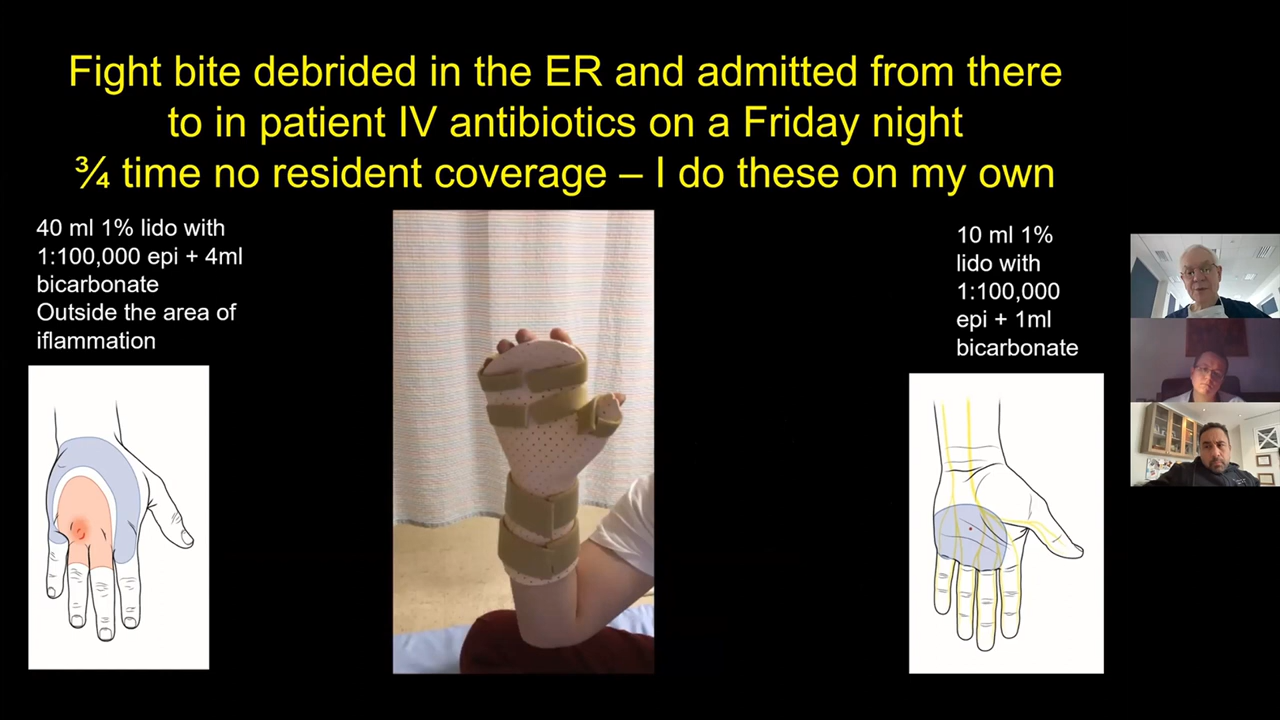 Fight bite debrided in the ER and admitted from there
to in patient IV antibiotics on a Friday night
¾ time no resident coverage – I do these on my own
40 ml 1% lido with
1:100,000 epi + 4ml
bicarbonate
Outside the area of
iflammation
10 ml 1%
lido with
1:100,000
epi + 1ml
bicarbonate